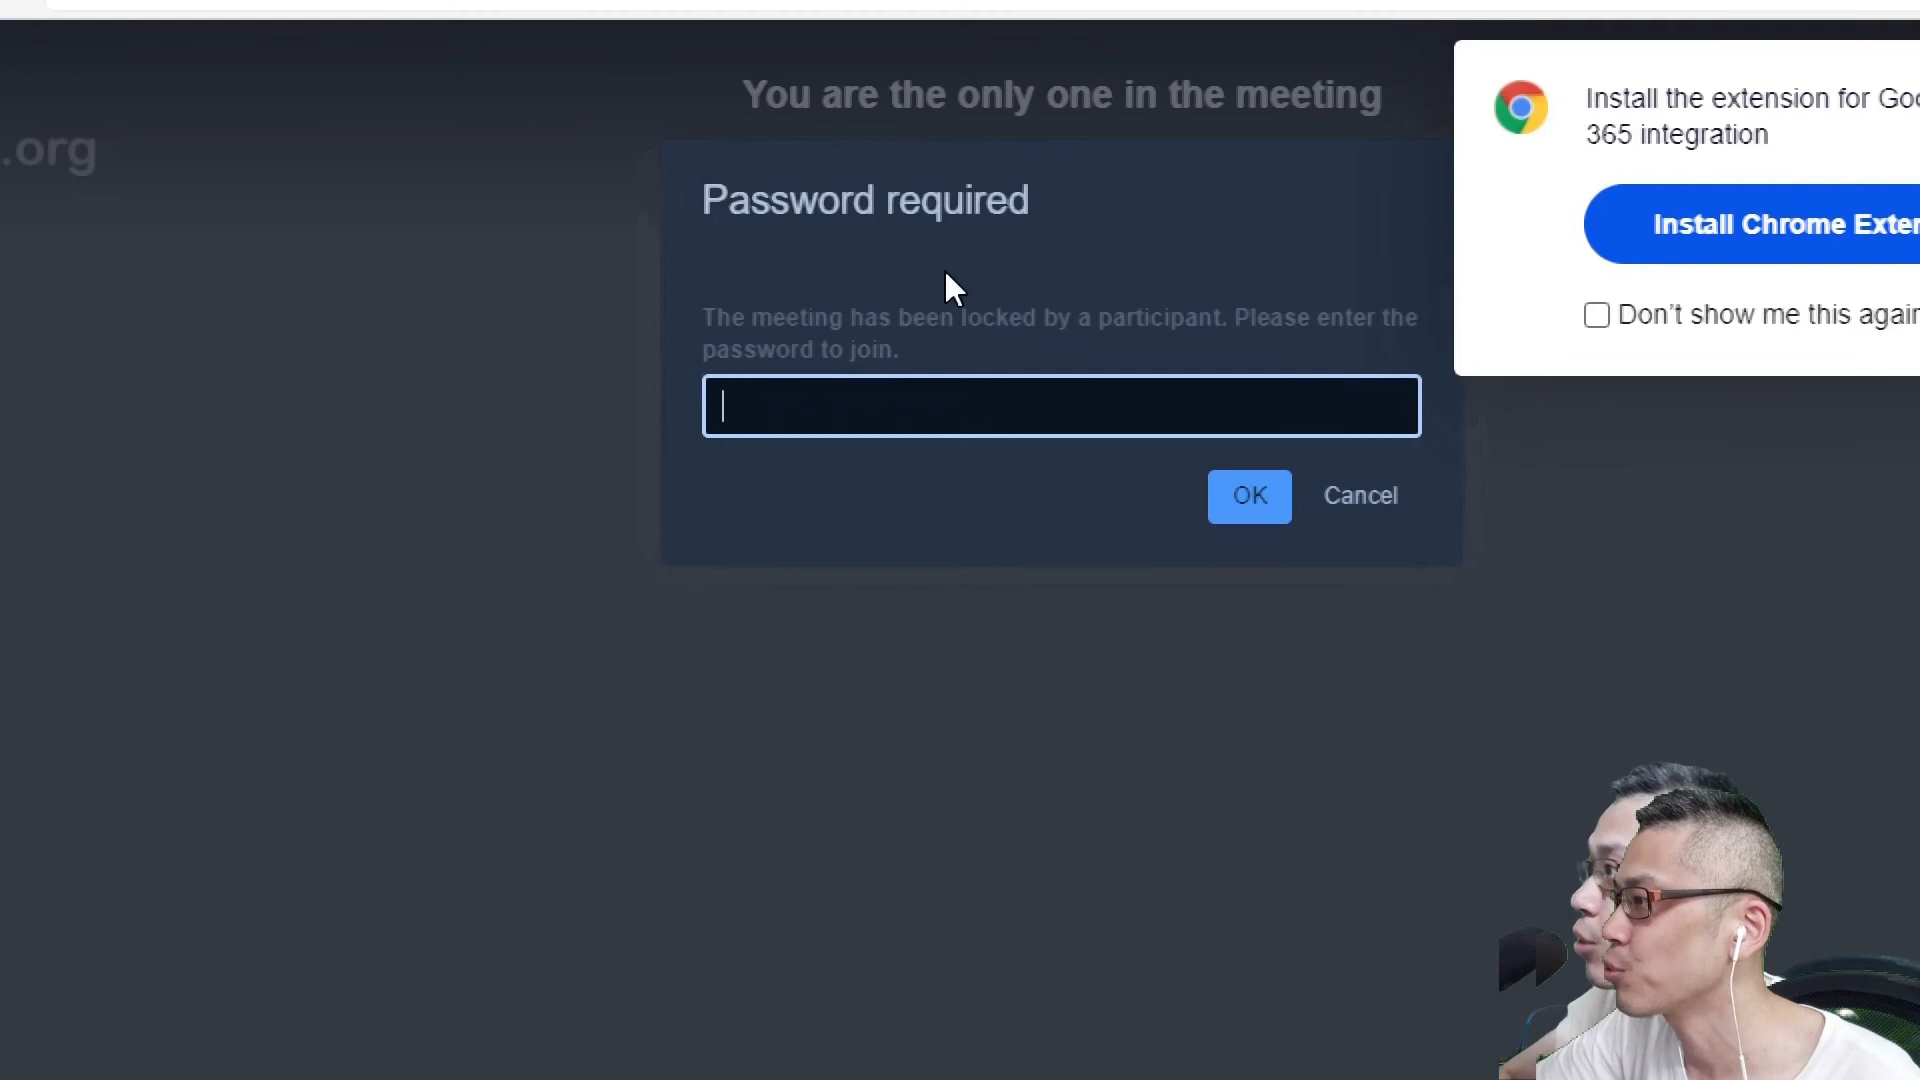 You are the only one in the meeting
.org
Password required
The meeting has been locked by a participant. Please enter the
password to join.
OK
Cancel
Install the extension for Goo
365 integration
Install Chrome Exten
Don't show me this again